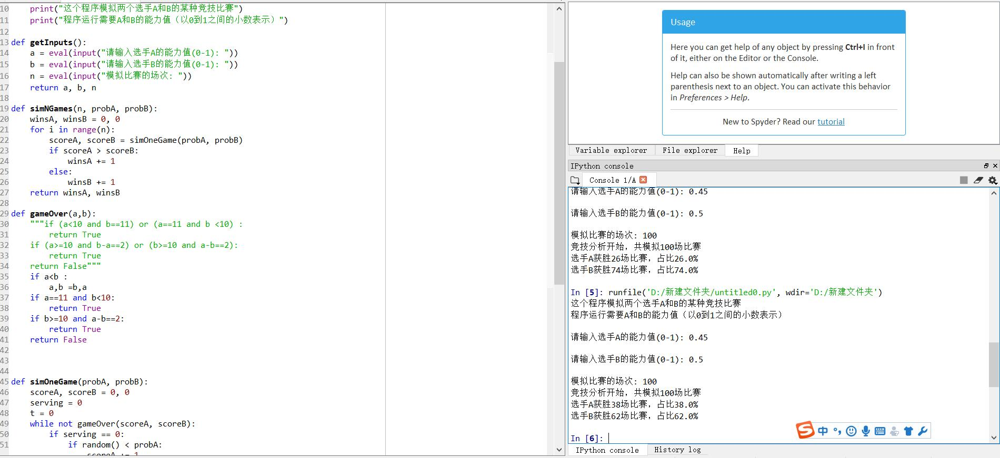 10     print("这个程序模拟两个选手A和B的某种竞技比赛")
11     print("程序运行需要A和B的能力值（以0到1之间的小数表示）")
12
13 def getInputs():
14     a = eval(input("请输入选手A的能力值(0-1): "))
15     b = eval(input("请输入选手B的能力值(0-1): "))
16     n = eval(input("模拟比赛的场次: "))
17     return a, b, n
18
19 def simNGames(n, probA, probB):
20     winsA, winsB = 0, 0
21     for i in range(n):
22         scoreA, scoreB = simOneGame(probA, probB)
23         if scoreA > scoreB:
24             winsA += 1
25         else:
26             winsB += 1
27     return winsA, winsB
28
29 def gameOver(a,b):
30     """if (a<10 and b==11) or (a==11 and b <10) :
31         return True
32     if (a>=10 and b-a==2) or (b>=10 and a-b==2):
33         return True
34     return False"""
35     if a<b :
36         a,b =b,a
37     if a==11 and b<10:
38         return True
39     if b>=10 and a-b==2:
40         return True
41     return False
42
43
44
45 def simOneGame(probA, probB):
46     scoreA, scoreB = 0, 0
47     serving = 0
48     t = 0
49     while not gameOver(scoreA, scoreB):
50         if serving == 0:
51             if random() < probA:
                scoreA += 1
Usage
Here you can get help of any object by pressing Ctrl+I in front
of it, either on the Editor or the Console.
Help can also be shown automatically after writing a left
parenthesis next to an object. You can activate this behavior
in Preferences > Help.
New to Spyder? Read our tutorial
Variable explorer File explorer Help
IPython console
Console 1/A
请输入选手A的能力值(0-1): 0.45
请输入选手B的能力值(0-1): 0.5
模拟比赛的场次: 100
竞技分析开始，共模拟100场比赛
选手A获胜26场比赛，占比26.0%
选手B获胜74场比赛，占比74.0%
In [5]: runfile('D:/新建文件夹/untitled0.py', wdir='D:/新建文件夹')
这个程序模拟两个选手A和B的某种竞技比赛
程序运行需要A和B的能力值（以0到1之间的小数表示）
请输入选手A的能力值(0-1): 0.45
请输入选手B的能力值(0-1): 0.5
模拟比赛的场次: 100
竞技分析开始，共模拟100场比赛
选手A获胜38场比赛，占比38.0%
选手B获胜62场比赛，占比62.0%
In [6]:
S 中
IPython console History log